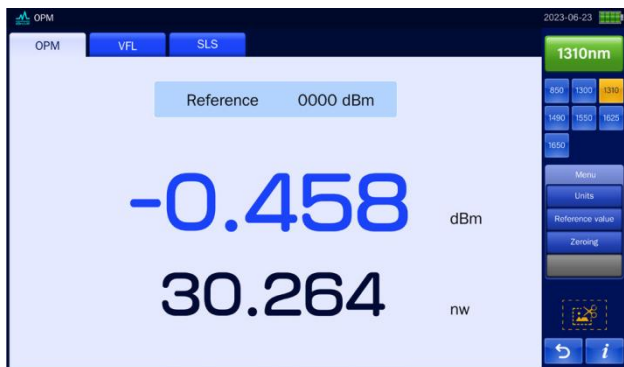 OPM
2023-06-23
OPM VFL SLS
1310nm
Reference 0000 dBm
850 1300 1310
1490 1550 1625
1650
-0.458 dBm
30.264 nw
Menu
Units
Reference value
Zeroing
i